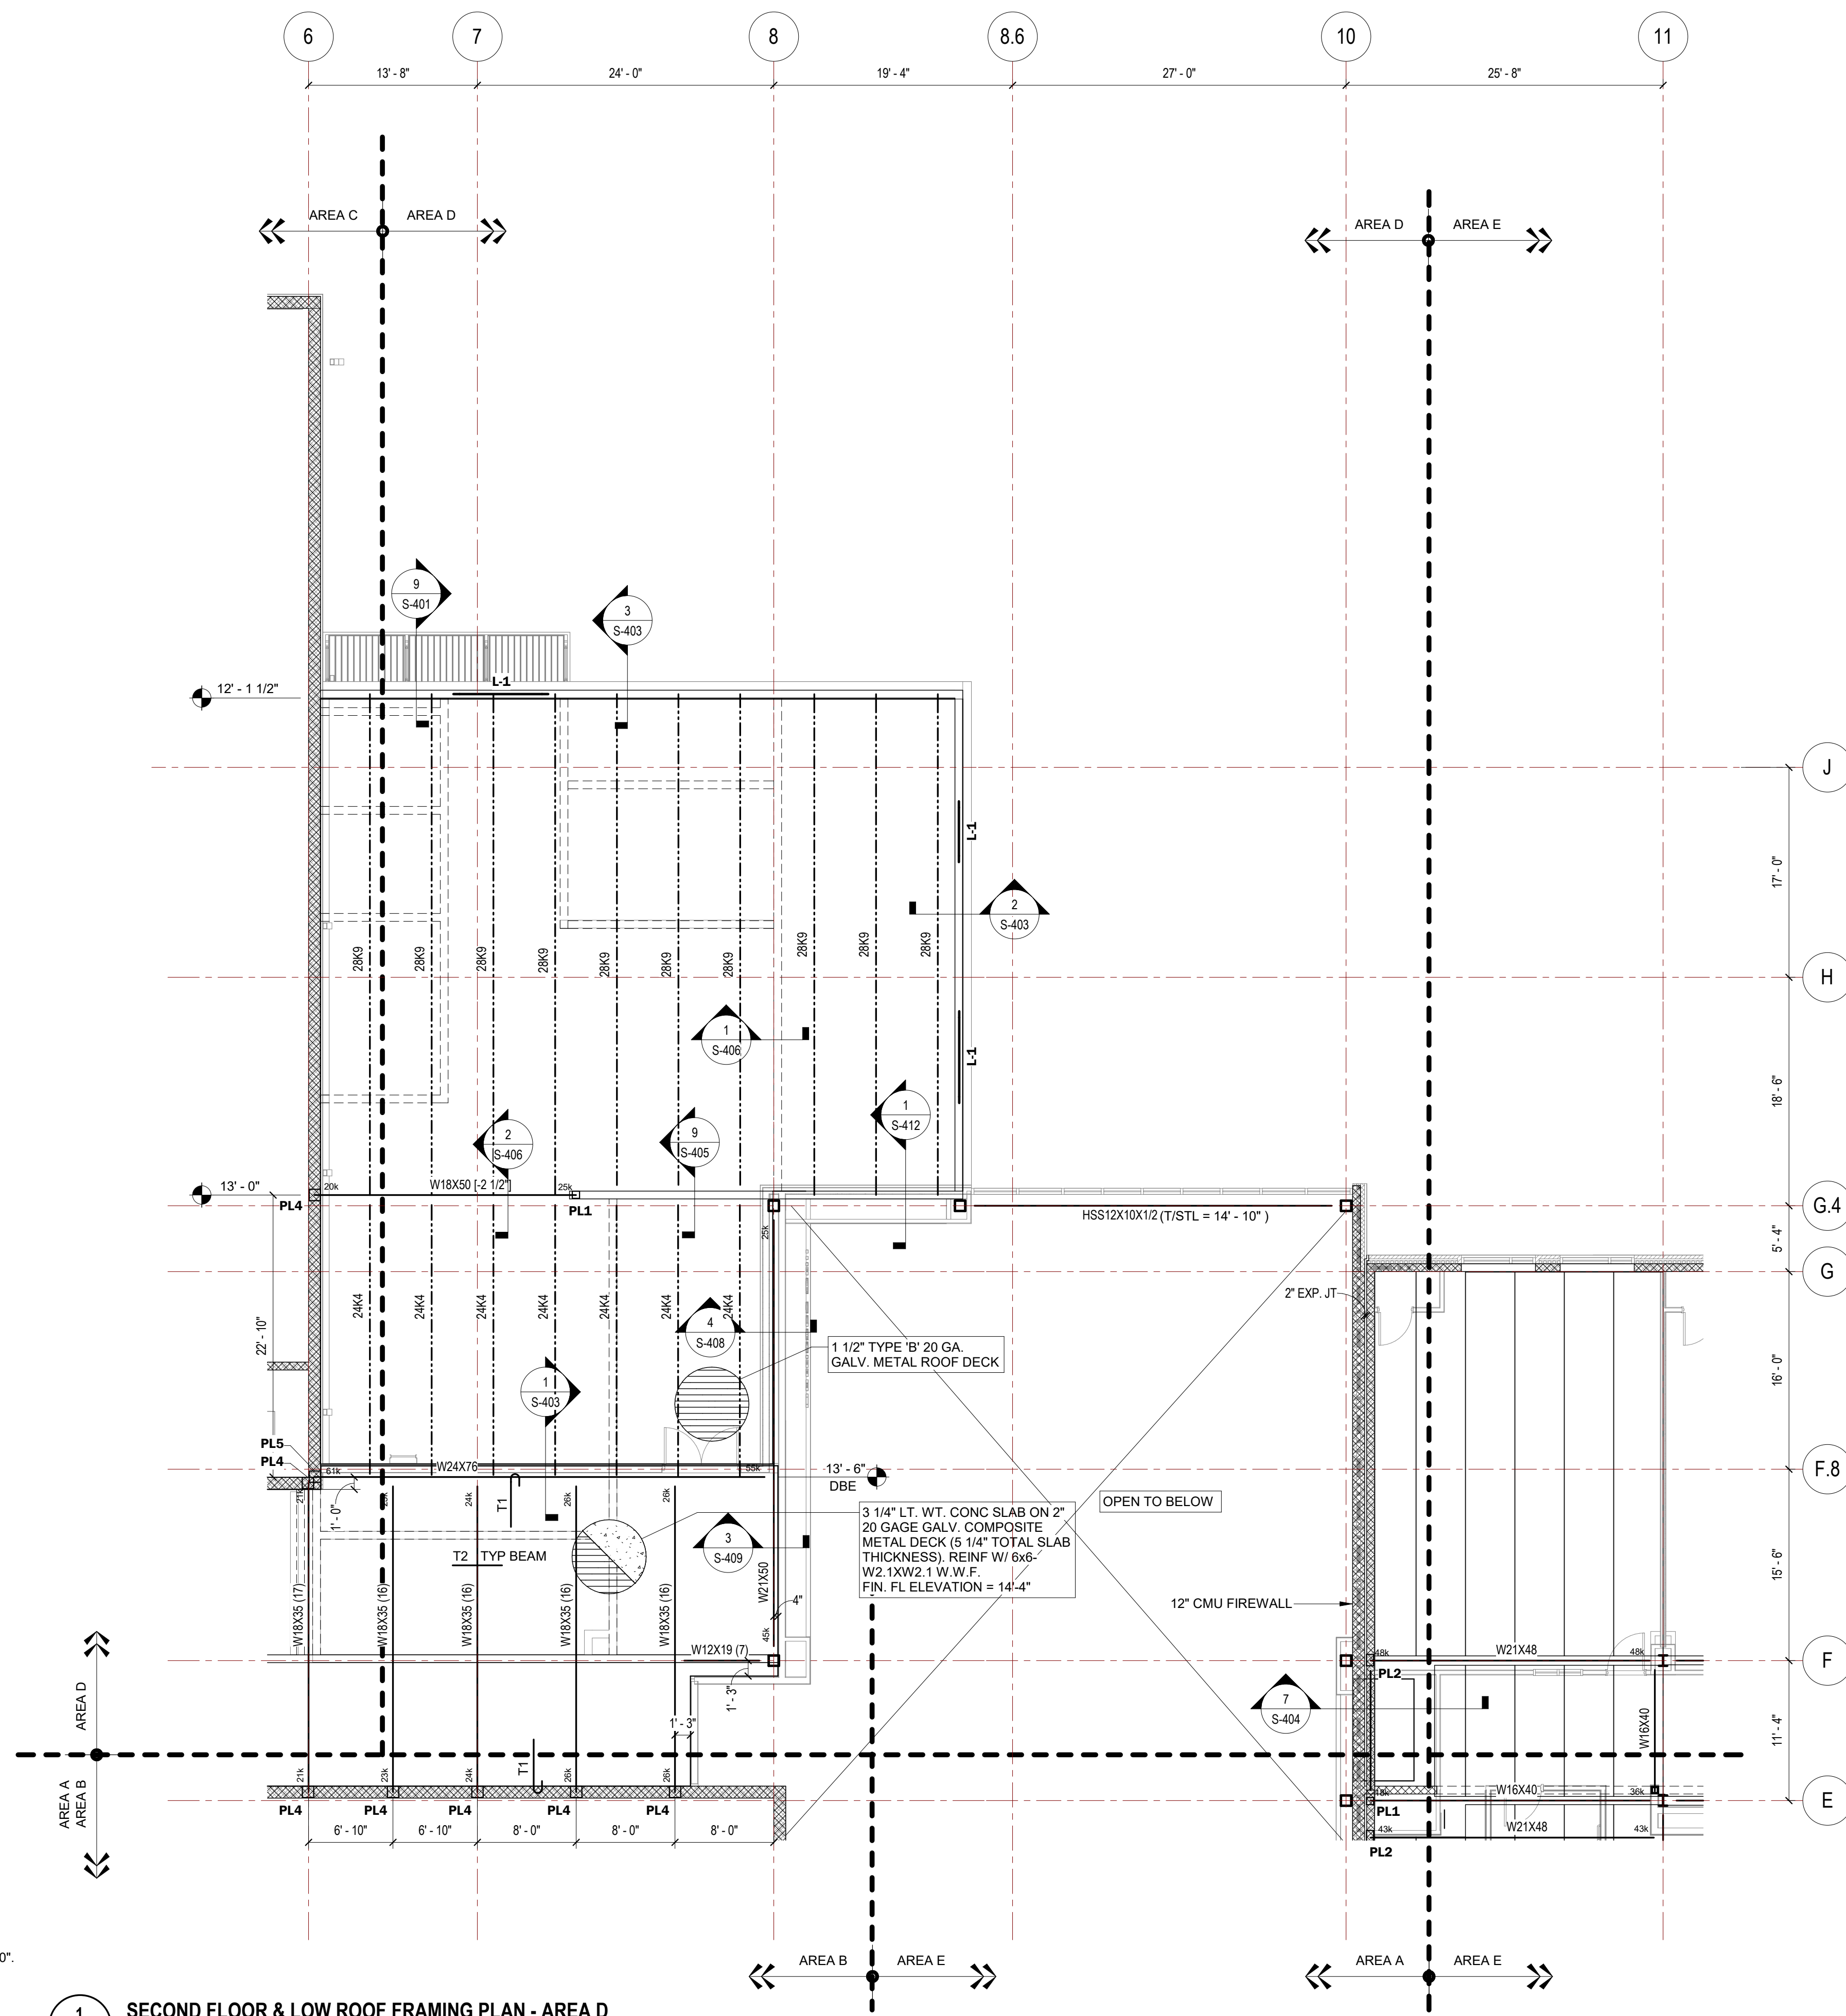 6
7
8
8.6
10
11
13' - 8"
24' - 0"
19' - 4"
27' - 0"
25' - 8"
AREA C
AREA D
AREA D
AREA E
9
S-401
3
S-403
12' - 1 1/2"
L-1
J
L-1
17' - 0"
2
S-403
28K9
28K9
28K9
28K9
28K9
28K9
28K9
28K9
28K9
28K9
H
1
S-406
L-1
18' - 6"
2
S-406
9
S-405
1
S-412
13' - 0"
20k
W18X50 [-2 1/2"]
25k
PL4
PL1
25k
HSS12X10X1/2 (T/STL = 14' - 10" )
G.4
5' - 4"
G
2" EXP. JT
24K4
24K4
24K4
24K4
24K4
24K4
24K4
4
S-408
22' - 10"
1 1/2" TYPE 'B' 20 GA.
GALV. METAL ROOF DECK
16' - 0"
1
S-403
PL5
PL4
61k
W24X76
55k
13' - 6"
DBE
F.8
21k
1' - 0"
24k
26k
26k
T1
OPEN TO BELOW
3 1/4" LT. WT. CONC SLAB ON 2"
20 GAGE GALV. COMPOSITE
METAL DECK (5 1/4" TOTAL SLAB
THICKNESS). REINF W/ 6x6-
W2.1XW2.1 W.W.F.
FIN. FL ELEVATION = 14'-4"
3
S-409
T2
TYP BEAM
15' - 6"
W18X35 (17)
W18X35 (16)
W18X35 (16)
W18X35 (16)
W18X35 (16)
W21X50
4"
12" CMU FIREWALL
45k
W12X19 (7)
48k
W21X48
48k
F
PL2
1' - 3"
1' - 3"
7
S-404
W16X40
11' - 4"
AREA D
AREA A
AREA B
T1
21k
23k
24k
26k
26k
W16X40
36k
E
PL4
PL4
PL4
PL4
PL4
PL1
6' - 10"
6' - 10"
8' - 0"
8' - 0"
8' - 0"
43k
W21X48
43k
PL2
0".
AREA B
AREA E
AREA A
AREA E
1
SECOND FLOOR & LOW ROOF FRAMING PLAN - AREA D